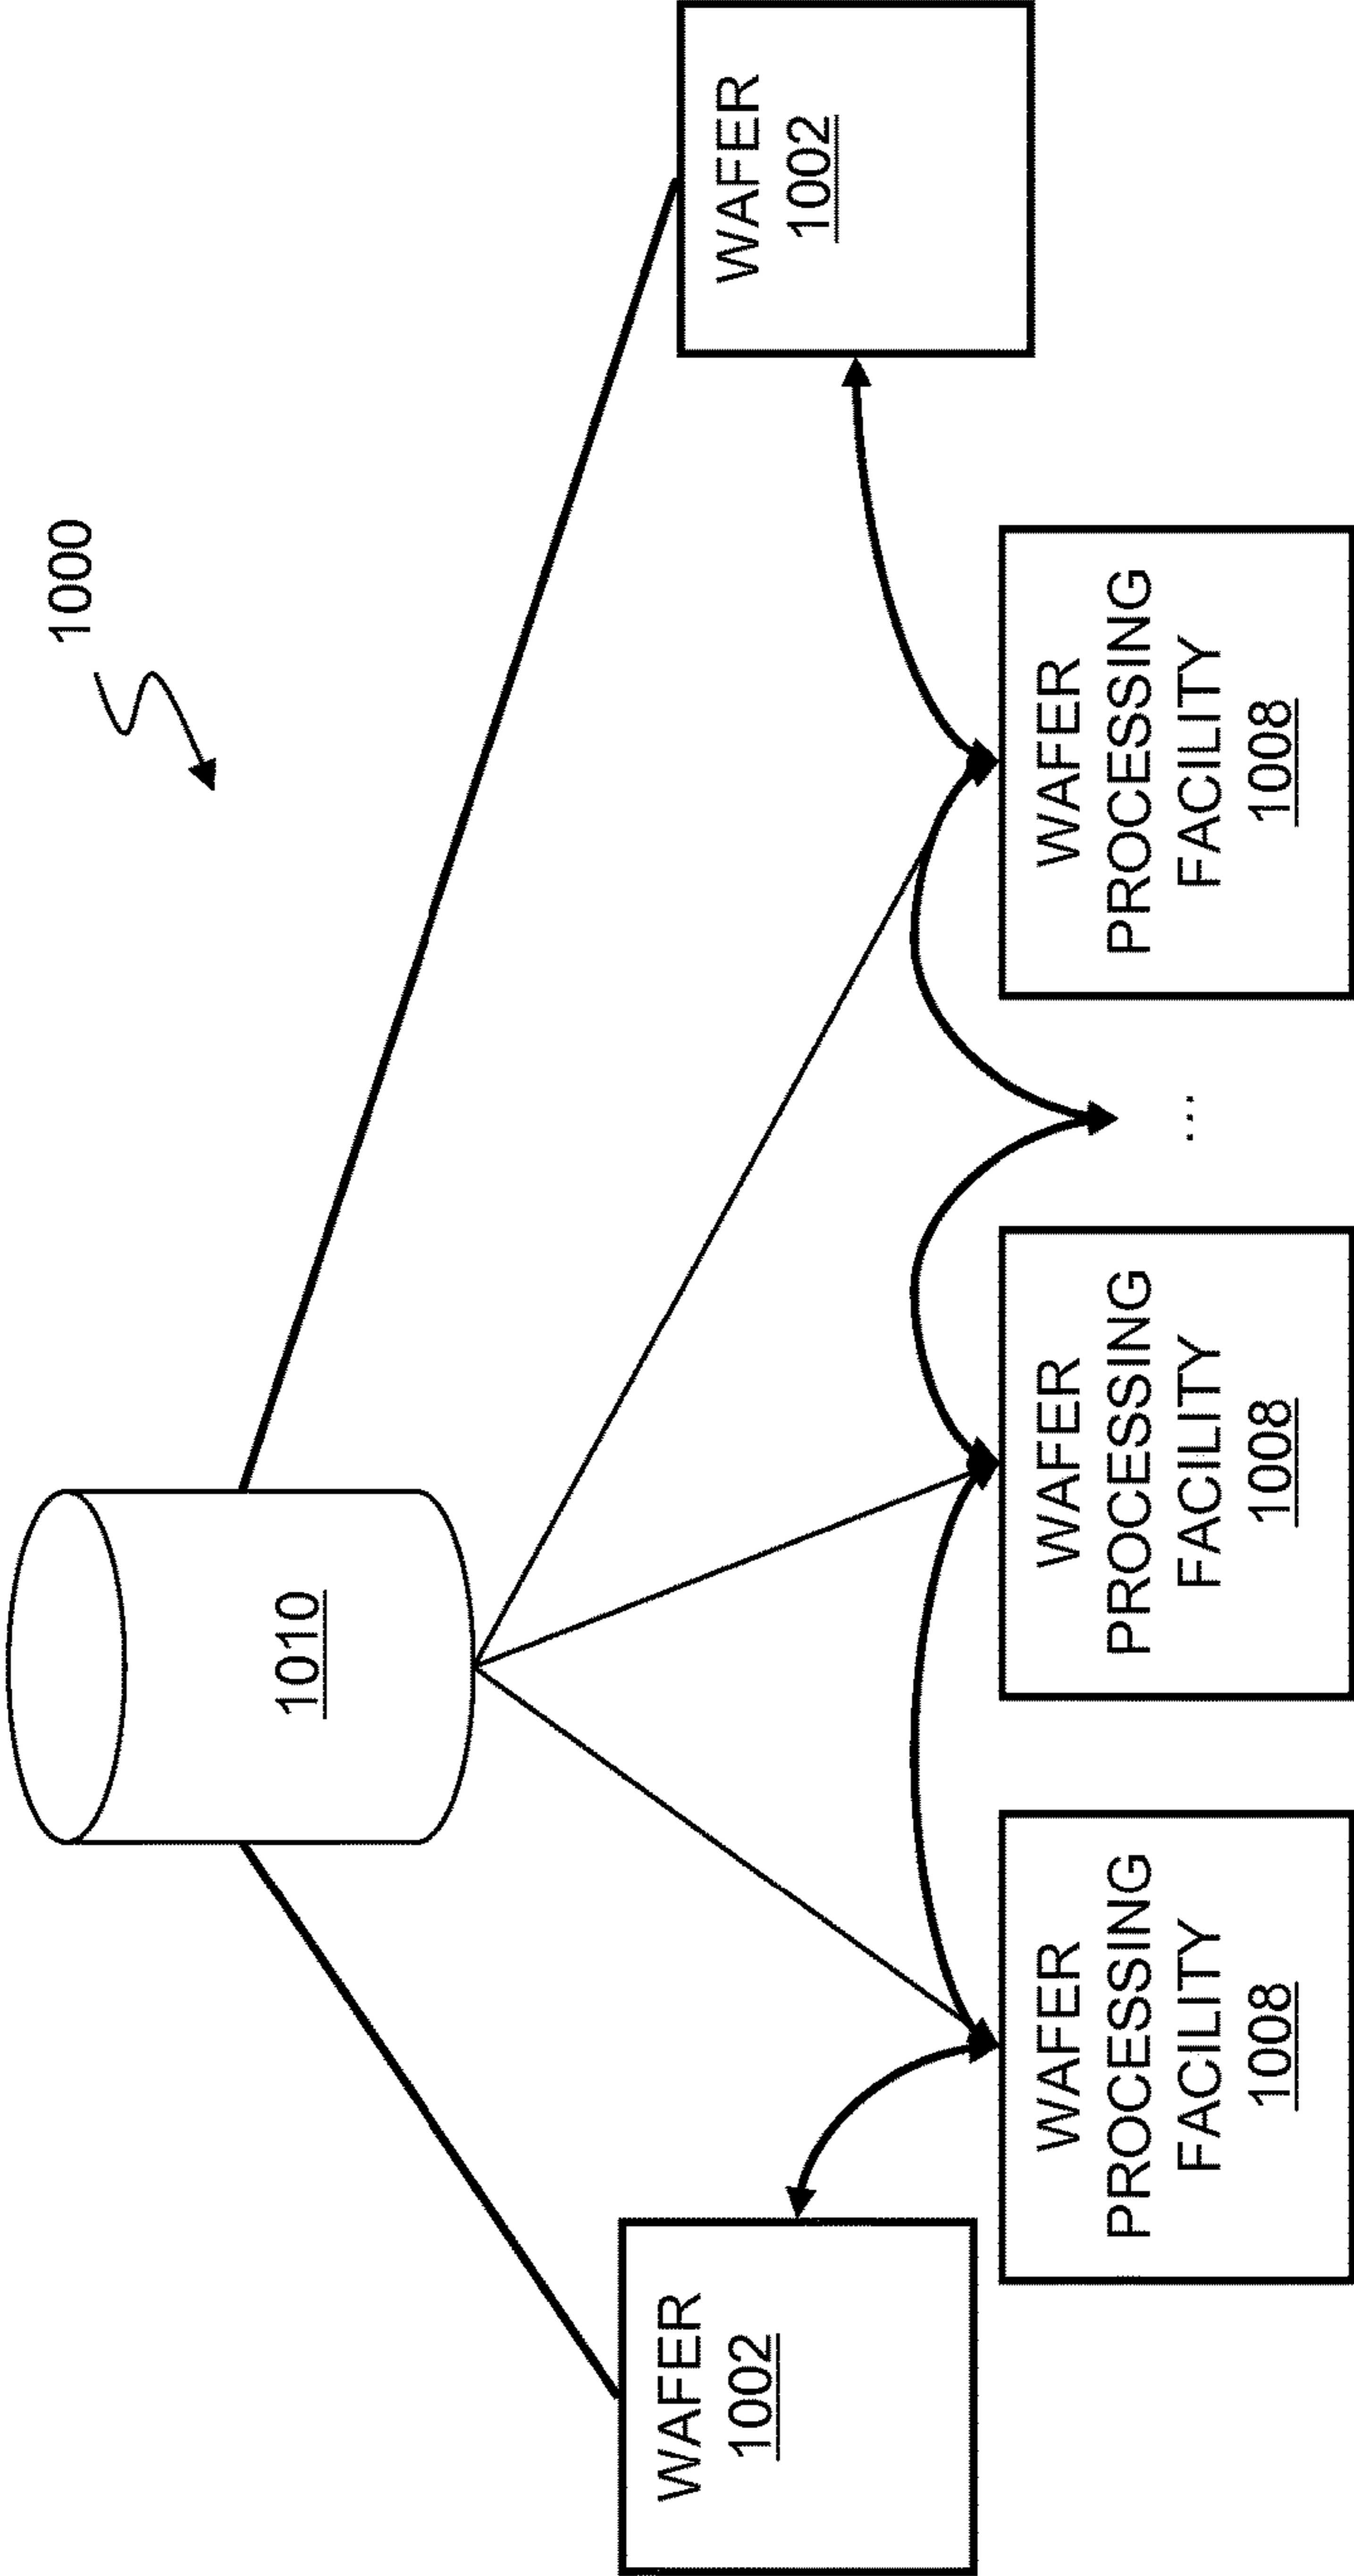 1000
1010
WAFER
1002
WAFER
1002
WAFER
PROCESSING
FACILITY
1008
WAFER
PROCESSING
FACILITY
1008
...
WAFER
PROCESSING
FACILITY
1008